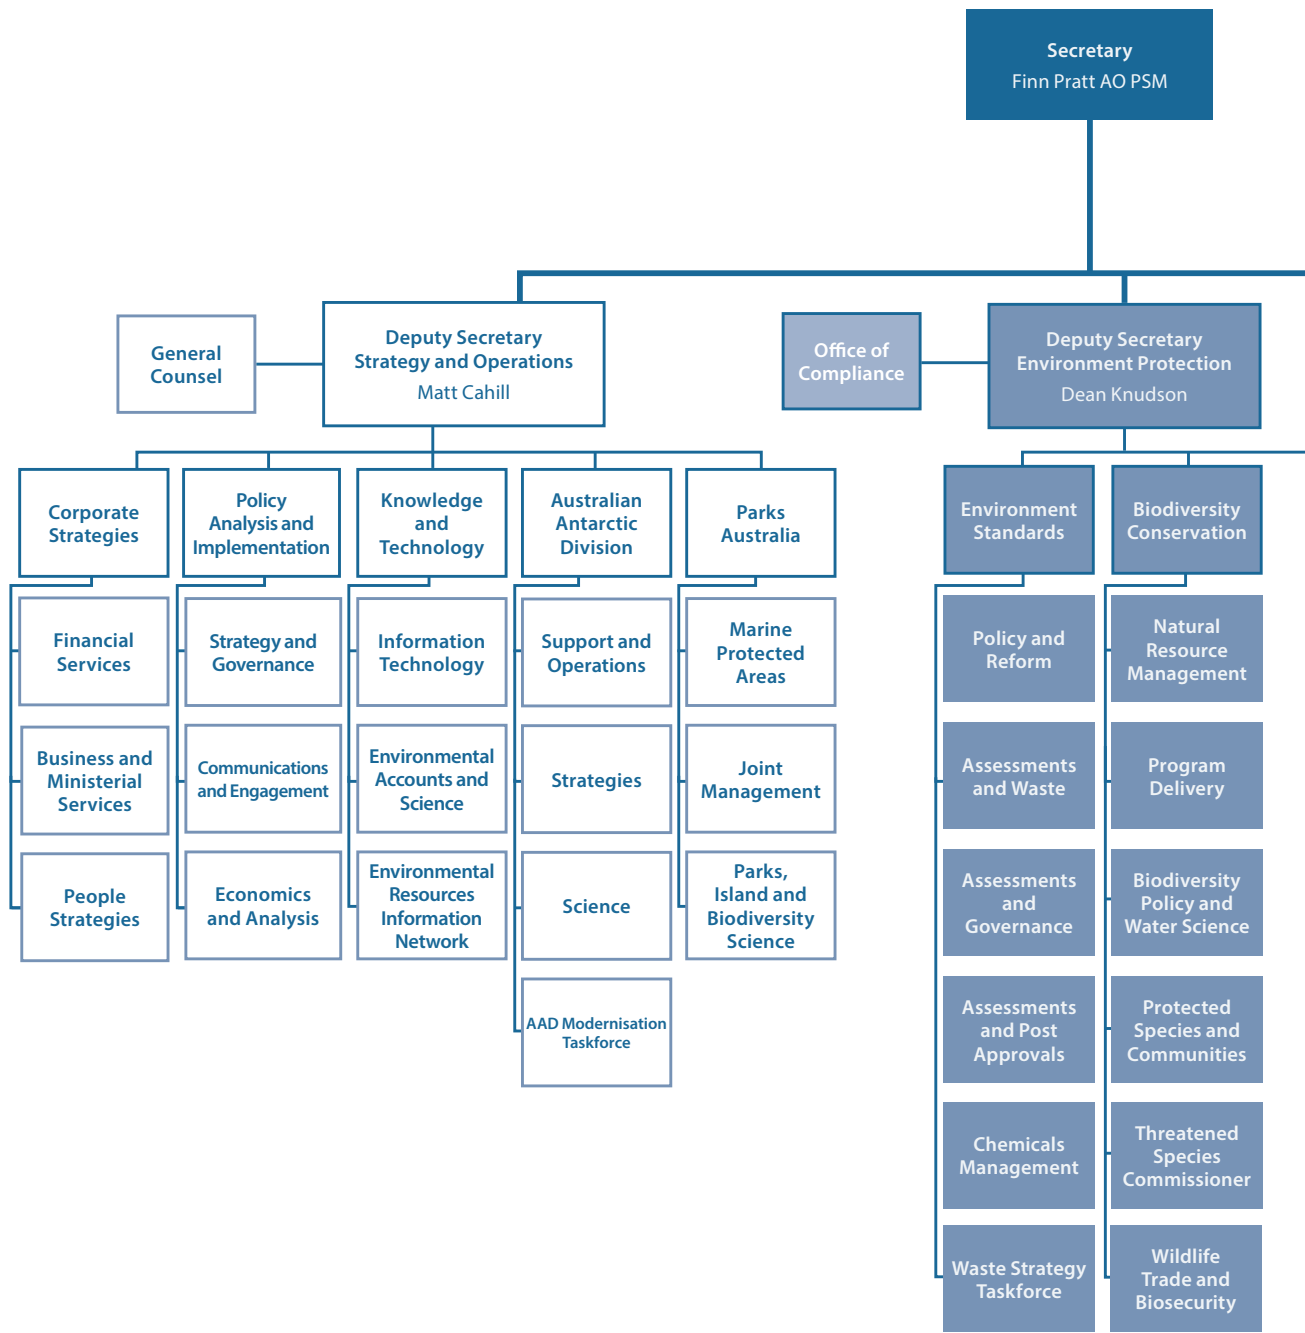 Secretary
Finn Pratt AO PSM
General
Counsel
Deputy Secretary
Strategy and Operations
Matt Cahill
Office of
Compliance
Deputy Secretary
Environment Protection
Dean Knudson
Corporate
Strategies
Policy
Analysis and
Implementation
Knowledge
and
Technology
Australian
Antarctic
Division
Parks
Australia
Environment
Standards
Biodiversity
Conservation
Financial
Services
Strategy and
Governance
Information
Technology
Support and
Operations
Marine
Protected
Areas
Policy and
Reform
Natural
Resource
Management
Business and
Ministerial
Services
Communications
and Engagement
Environmental
Accounts and
Science
Strategies
Joint
Management
Assessments
and Waste
Program
Delivery
People
Strategies
Economics
and Analysis
Environmental
Resources
Information
Network
Science
Parks,
Island and
Biodiversity
Science
Assessments
and
Governance
Biodiversity
Policy and
Water Science
AAD Modernisation
Taskforce
Assessments
and Post
Approvals
Protected
Species and
Communities
Chemicals
Management
Threatened
Species
Commissioner
Waste Strategy
Taskforce
Wildlife
Trade and
Biosecurity